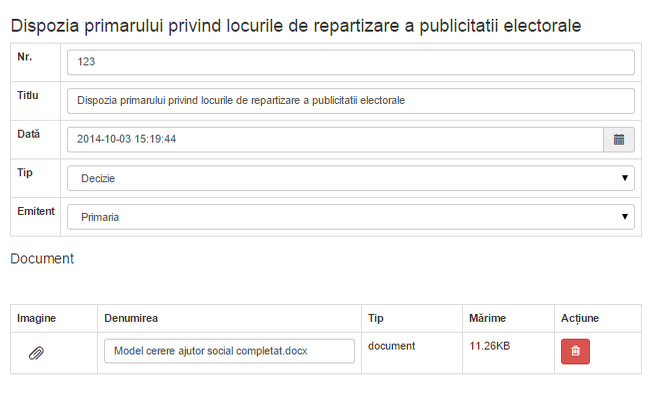 Dispozia primarului privind locurile de repartizare a publicitatii electorale
Nr. 123
Titlu Dispozia primarului privind locurile de repartizare a publicitatii electorale
Dată 2014-10-03 15:19:44
Tip Decizie
Emitent Primaria
Document
Imagine Denumirea Tip Mărime Acțiune
Model cerere ajutor social completat.docx document 11.26KB